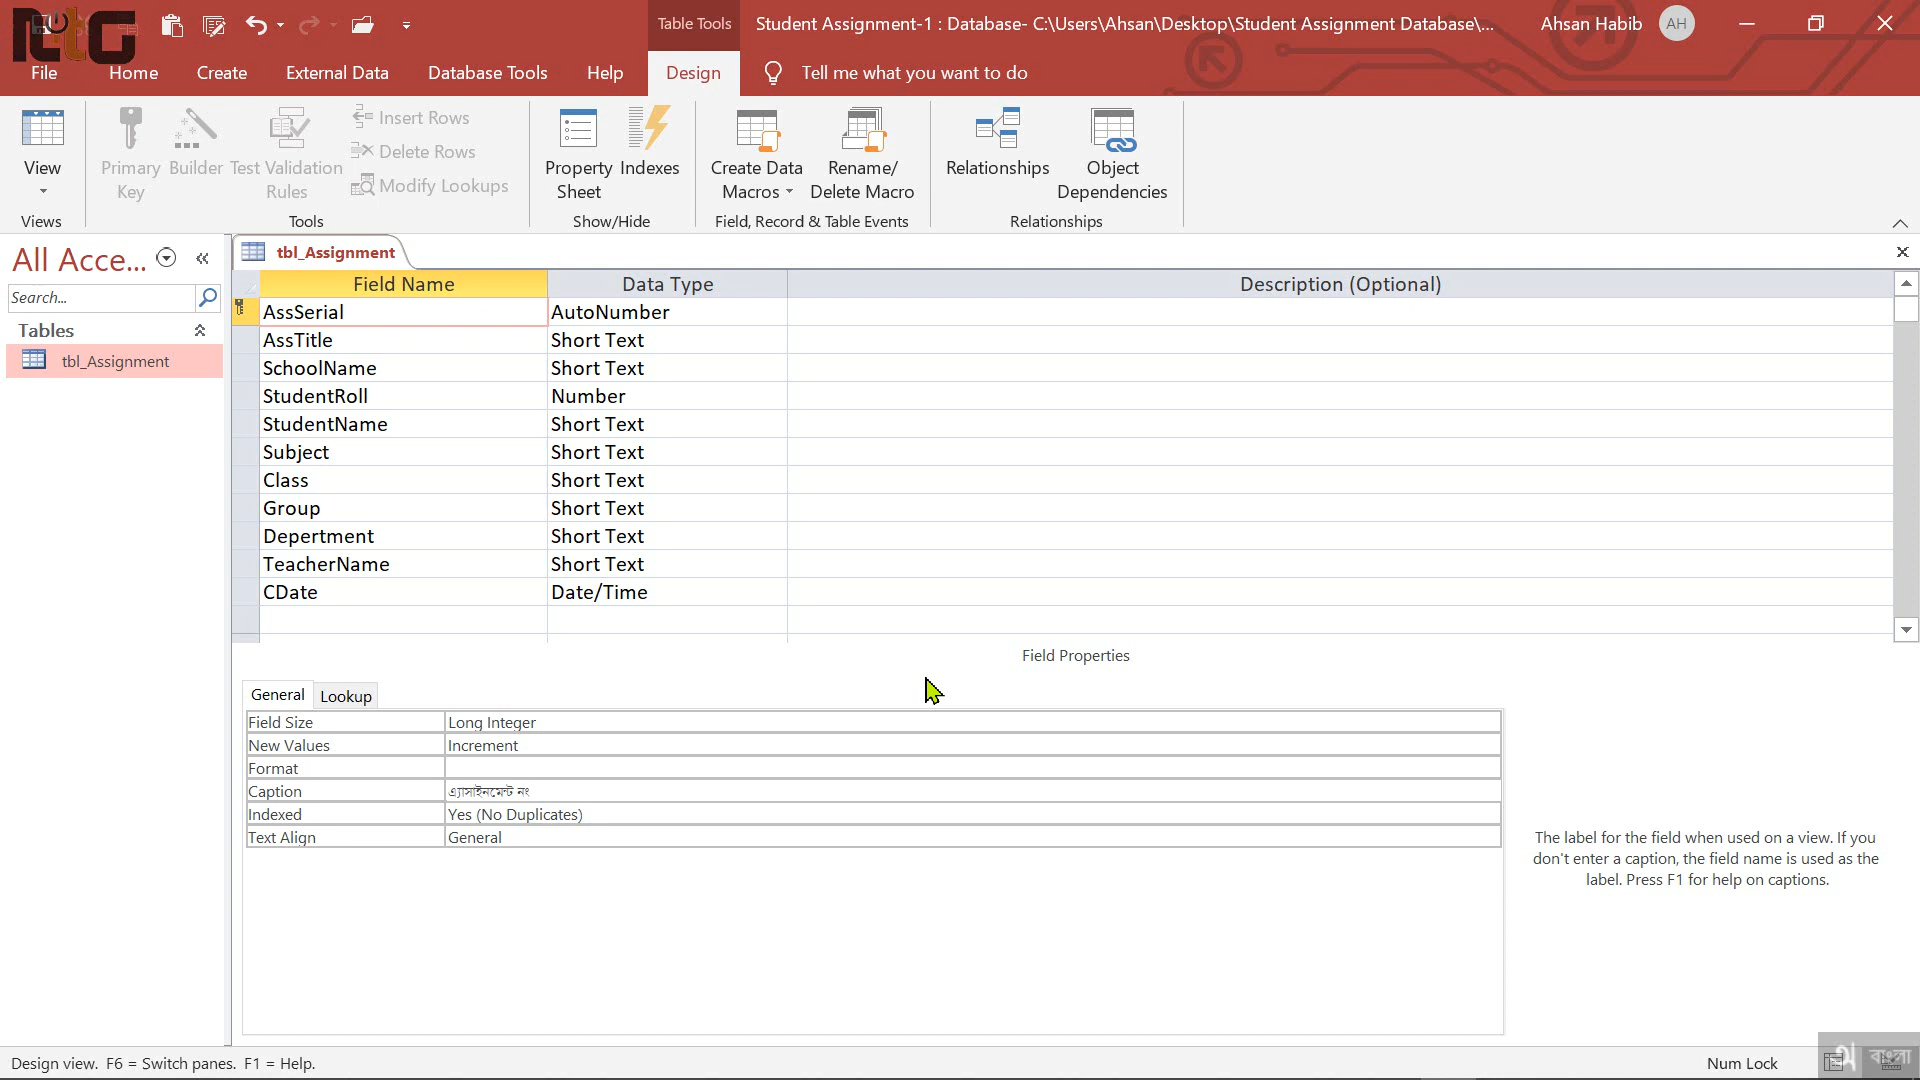 Table Tools
Student Assignment-1 : Database- C:\Users\Ahsan\Desktop\Student Assignment Database\...
Ahsan Habib
AH
File
Home
Create
External Data
Database Tools
Help
Design
Tell me what you want to do
View
Primary Key
Builder
Test Validation Rules
Insert Rows
Delete Rows
Modify Lookups
Property Sheet
Indexes
Create Data Macros
Rename/ Delete Macro
Relationships
Object Dependencies
Views
Tools
Show/Hide
Field, Record & Table Events
Relationships
All Acce...
Search...
Tables
tbl_Assignment
tbl_Assignment
Field Name Data Type Description (Optional)
AssSerial AutoNumber
AssTitle Short Text
SchoolName Short Text
StudentRoll Number
StudentName Short Text
Subject Short Text
Class Short Text
Group Short Text
Depertment Short Text
TeacherName Short Text
CDate Date/Time
Field Properties
General Lookup
Field Size Long Integer
New Values Increment
Format
Caption এ্যাসাইনমেন্ট নং
Indexed Yes (No Duplicates)
Text Align General
The label for the field when used on a view. If you
don't enter a caption, the field name is used as the
label. Press F1 for help on captions.
Design view. F6 = Switch panes. F1 = Help.
Num Lock
অ বাংলা